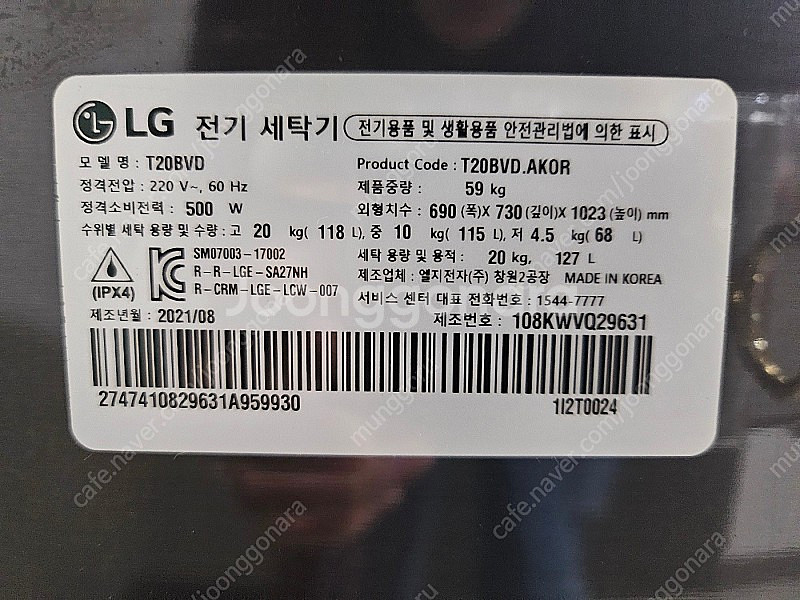 LG 전기 세탁기 (전기용품 및 생활용품 안전관리법에 의한 표시)
모 델 명 : T20BVD Product Code : T20BVD.AKOR
정격전압 : 220 V~, 60 Hz 제품중량 : 59 kg
정격소비전력 : 500 W 외형치수 : 690 (폭)X 730 (깊이)X 1023 (높이) mm
수위별 세탁 용량 및 수량 : 고 20 kg( 118 L), 중 10 kg( 115 L), 저 4.5 kg( 68 L)
SM07003-17002 세탁 용량 및 용적 : 20 kg, 127 L
R-R-LGE-SA27NH 제조업체 : 엘지전자(주) 창원2공장 MADE IN KOREA
(IPX4) R-CRM-LGE-LCW-007 서비스 센터 대표 전화번호 : 1544-7777
제조년월 : 2021/08 제조번호 : 108KWVQ29631
2747410829631A959930 1I2T0024
Joonggonara
cafe.naver.com/joonggonara